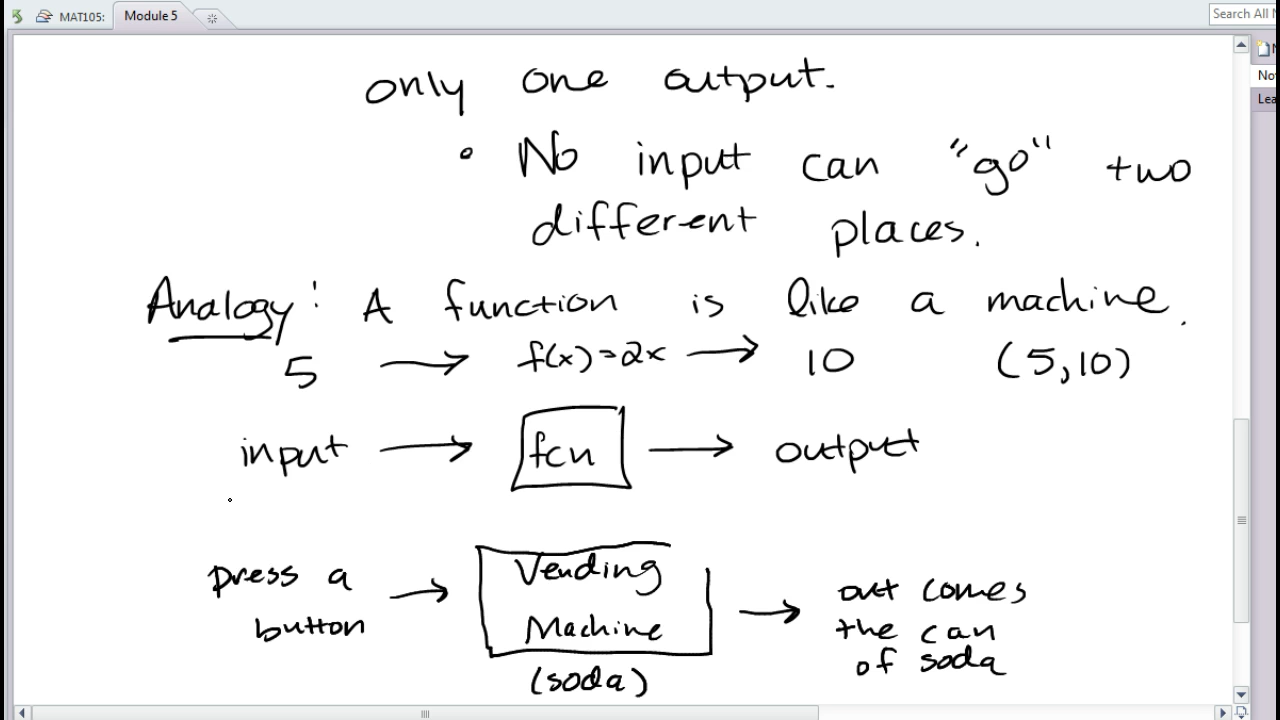 MAT105: Module 5 Search All N
only one output.
• No input can "go" two
different places.
Analogy: A function is like a machine.
5 → f(x)=2x → 10 (5,10)
input → fcn → output
press a button → Vending Machine (soda) → out comes the can of soda
No
Lea